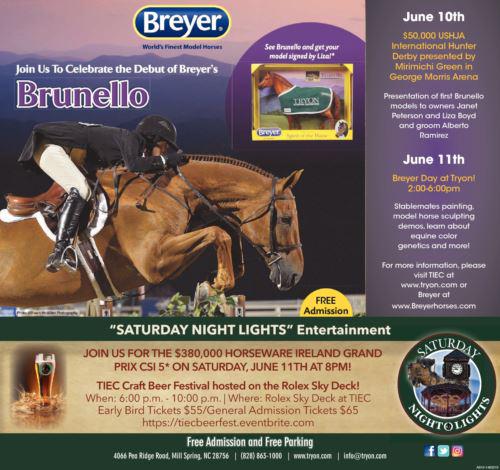 Breyer®
World's Finest Model Horses
Join Us To Celebrate the Debut of Breyer's
Brunello
See Brunello and get your
model signed by Liza!*
TRYON
Breyer
Spirit of the Horse
FREE
Admission
June 10th
$50,000 USHJA
International Hunter
Derby presented by
Mirimichi Green in
George Morris Arena
Presentation of first Brunello
models to owners Janet
Peterson and Liza Boyd
and groom Alberto
Ramirez
June 11th
Breyer Day at Tryon!
2:00-6:00pm
Stablemates painting,
model horse sculpting
demos, learn about
equine color
genetics and more!
For more information, please
visit TIEC at
www.tryon.com or
Breyer at
www.Breyerhorses.com
"SATURDAY NIGHT LIGHTS" Entertainment
JOIN US FOR THE $380,000 HORSEWARE IRELAND GRAND
PRIX CSI 5* ON SATURDAY, JUNE 11TH AT 8PM!
TIEC Craft Beer Festival hosted on the Rolex Sky Deck!
When: 6:00 p.m. - 10:00 p.m. | Where: Rolex Sky Deck at TIEC
Early Bird Tickets $55/General Admission Tickets $65
https://tiecbeerfest.eventbrite.com
SATURDAY
NIGHT LIGHTS
Free Admission and Free Parking
4066 Pea Ridge Road, Mill Spring, NC 28756 | (828) 863-1000 | www.tryon.com | info@tryon.com